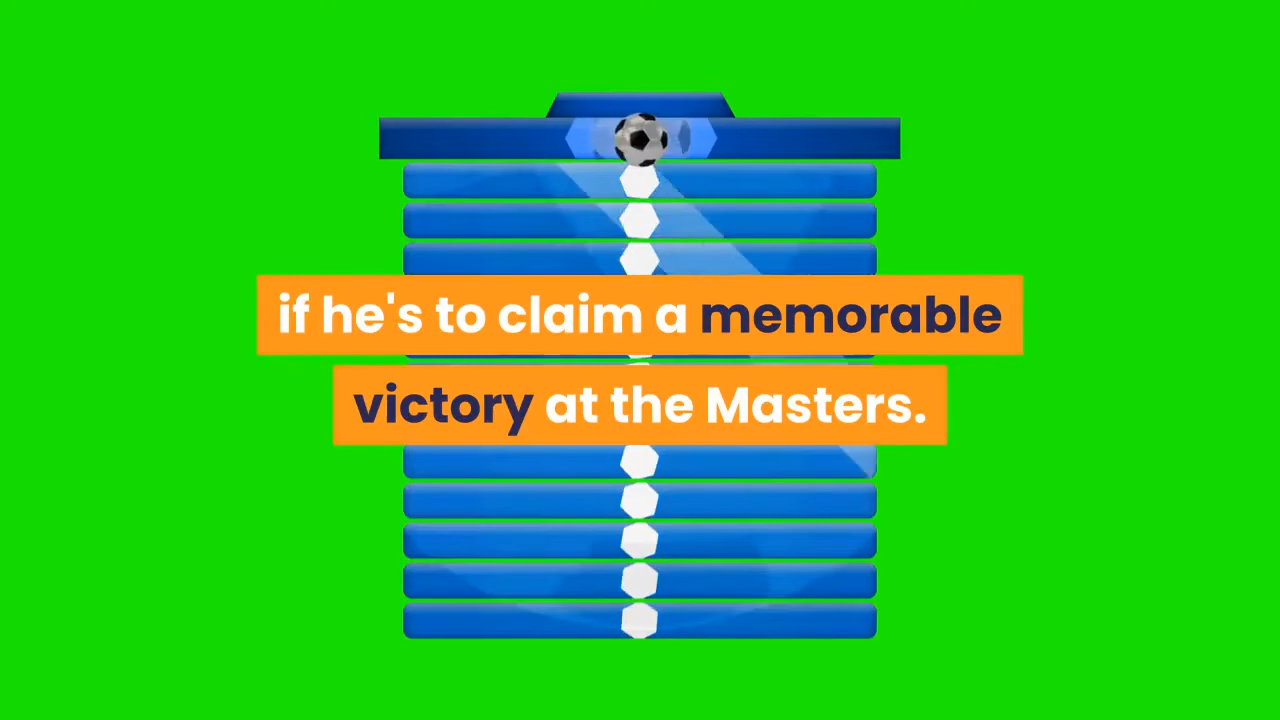 if he's to claim a memorable
victory at the Masters.